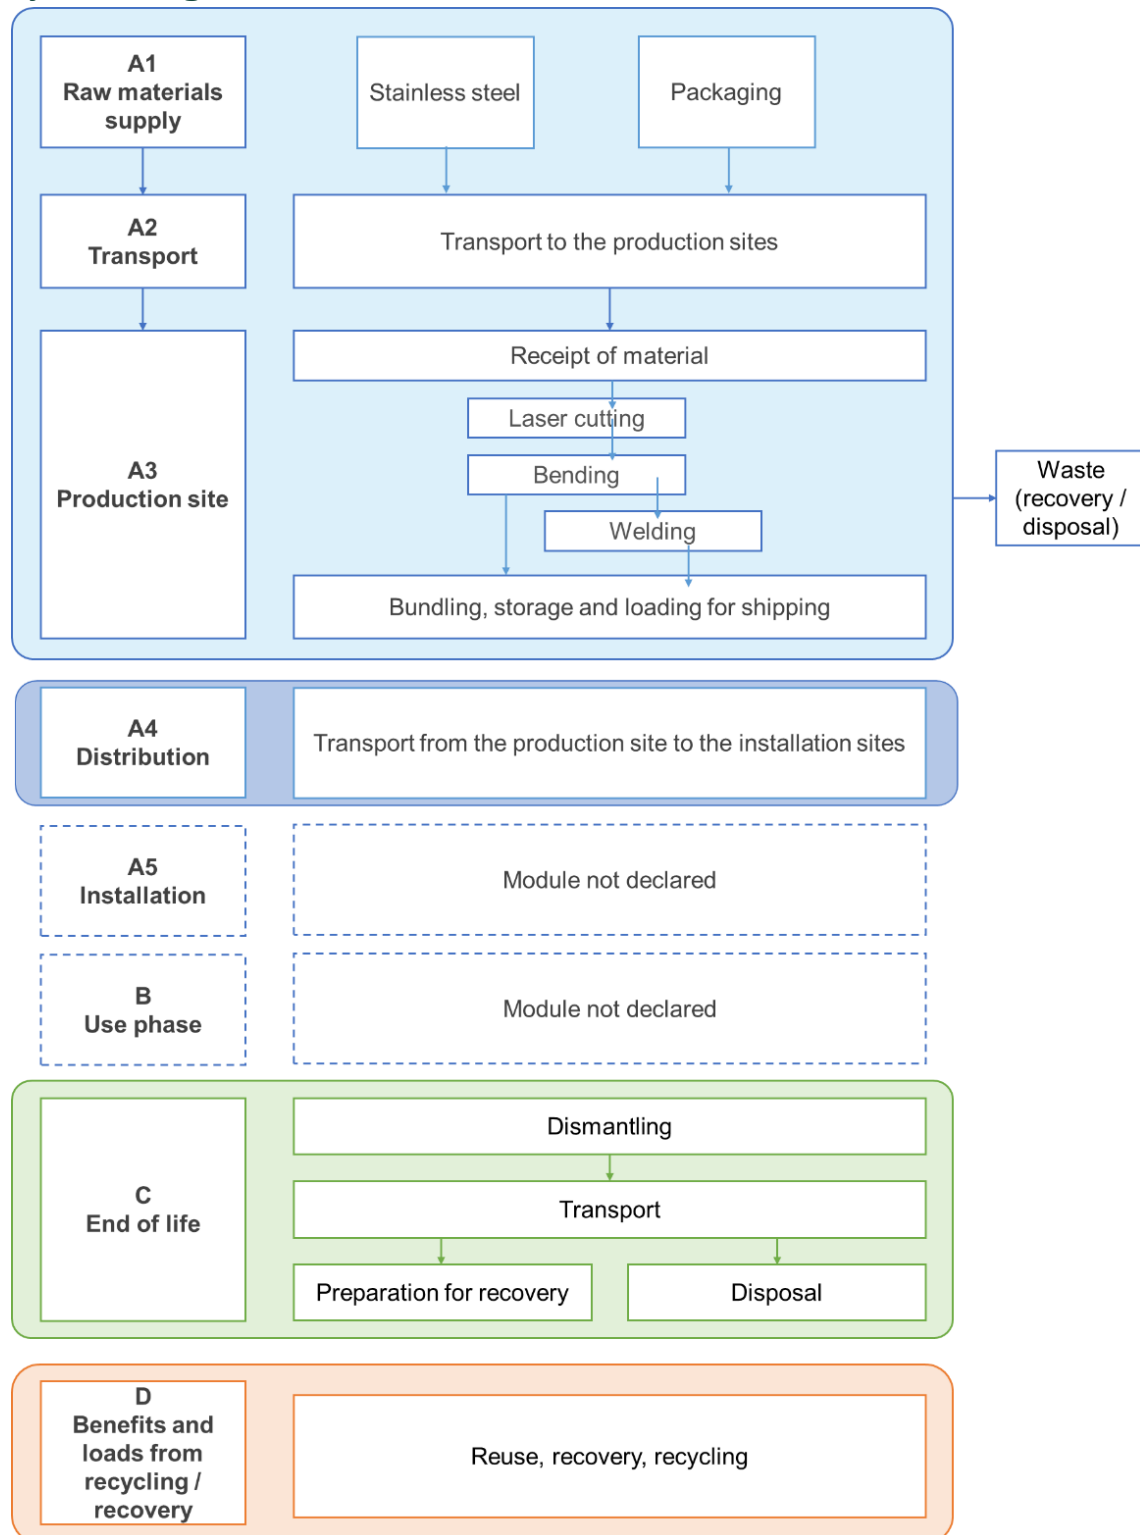 A1
Raw materials
supply
Stainless steel
Packaging
A2
Transport
Transport to the production sites
A3
Production site
Receipt of material
Laser cutting
Bending
Welding
Bundling, storage and loading for shipping
Waste
(recovery /
disposal)
A4
Distribution
Transport from the production site to the installation sites
A5
Installation
Module not declared
B
Use phase
Module not declared
C
End of life
Dismantling
Transport
Preparation for recovery
Disposal
D
Benefits and
loads from
recycling /
recovery
Reuse, recovery, recycling